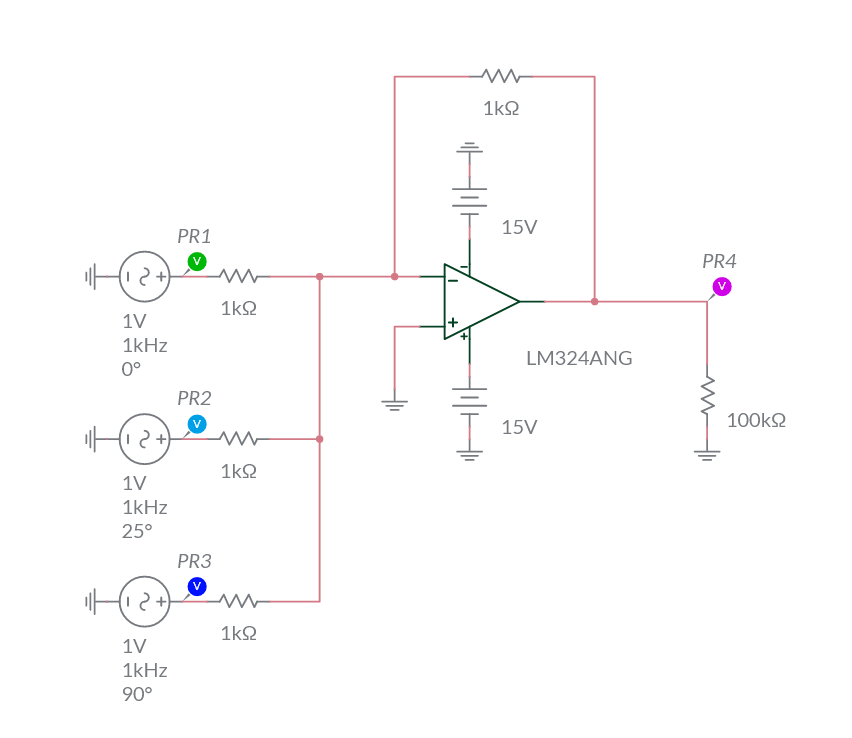 1kΩ
15V
PR1
V
1kΩ
1V
1kHz
0°
PR4
V
LM324ANG
PR2
V
1kΩ
1V
1kHz
25°
15V
100kΩ
PR3
V
1kΩ
1V
1kHz
90°